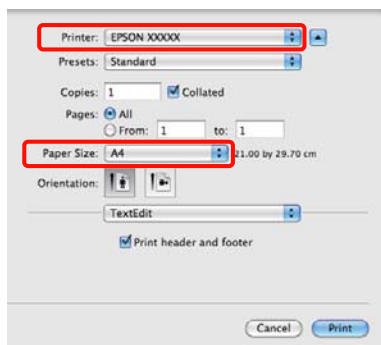 Printer: EPSON XXXXX
Presets: Standard
Copies: 1 Collated
Pages: All
From: 1 to: 1
Paper Size: A4 21.00 by 29.70 cm
Orientation:
TextEdit
Print header and footer
Cancel Print